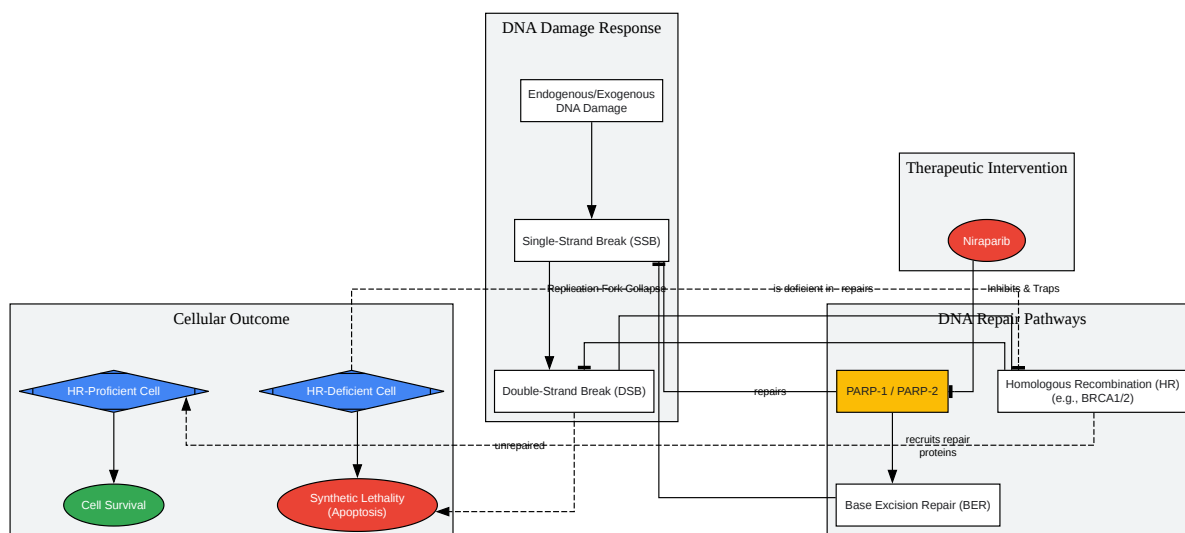 DNA Damage Response
Endogenous/Exogenous
DNA Damage
Therapeutic Intervention
Single-Strand Break (SSB)
Niraparib
Replication Fork Collapse
is deficient in
repairs
Inhibits & Traps
Cellular Outcome
DNA Repair Pathways
HR-Proficient Cell
HR-Deficient Cell
Double-Strand Break (DSB)
repairs
PARP-1 / PARP-2
Homologous Recombination (HR)
(e.g., BRCA1/2)
unrepaired
recruits repair
proteins
Cell Survival
Synthetic Lethality
(Apoptosis)
Base Excision Repair (BER)